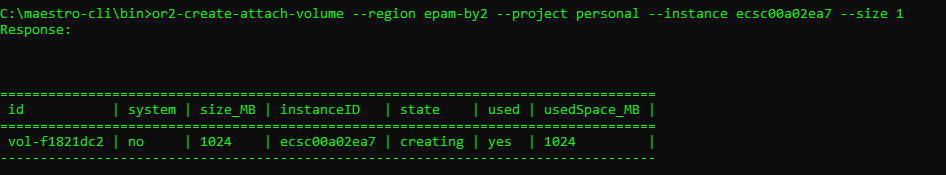 C:\maestro-cli\bin>or2-create-attach-volume --region epam-by2 --project personal --instance ecsc00a02ea7 --size 1
Response:
================================================================================
id | system | size_MB | instanceID | state | used | usedSpace_MB |
================================================================================
vol-f1821dc2 | no | 1024 | ecsc00a02ea7 | creating | yes | 1024 |
--------------------------------------------------------------------------------